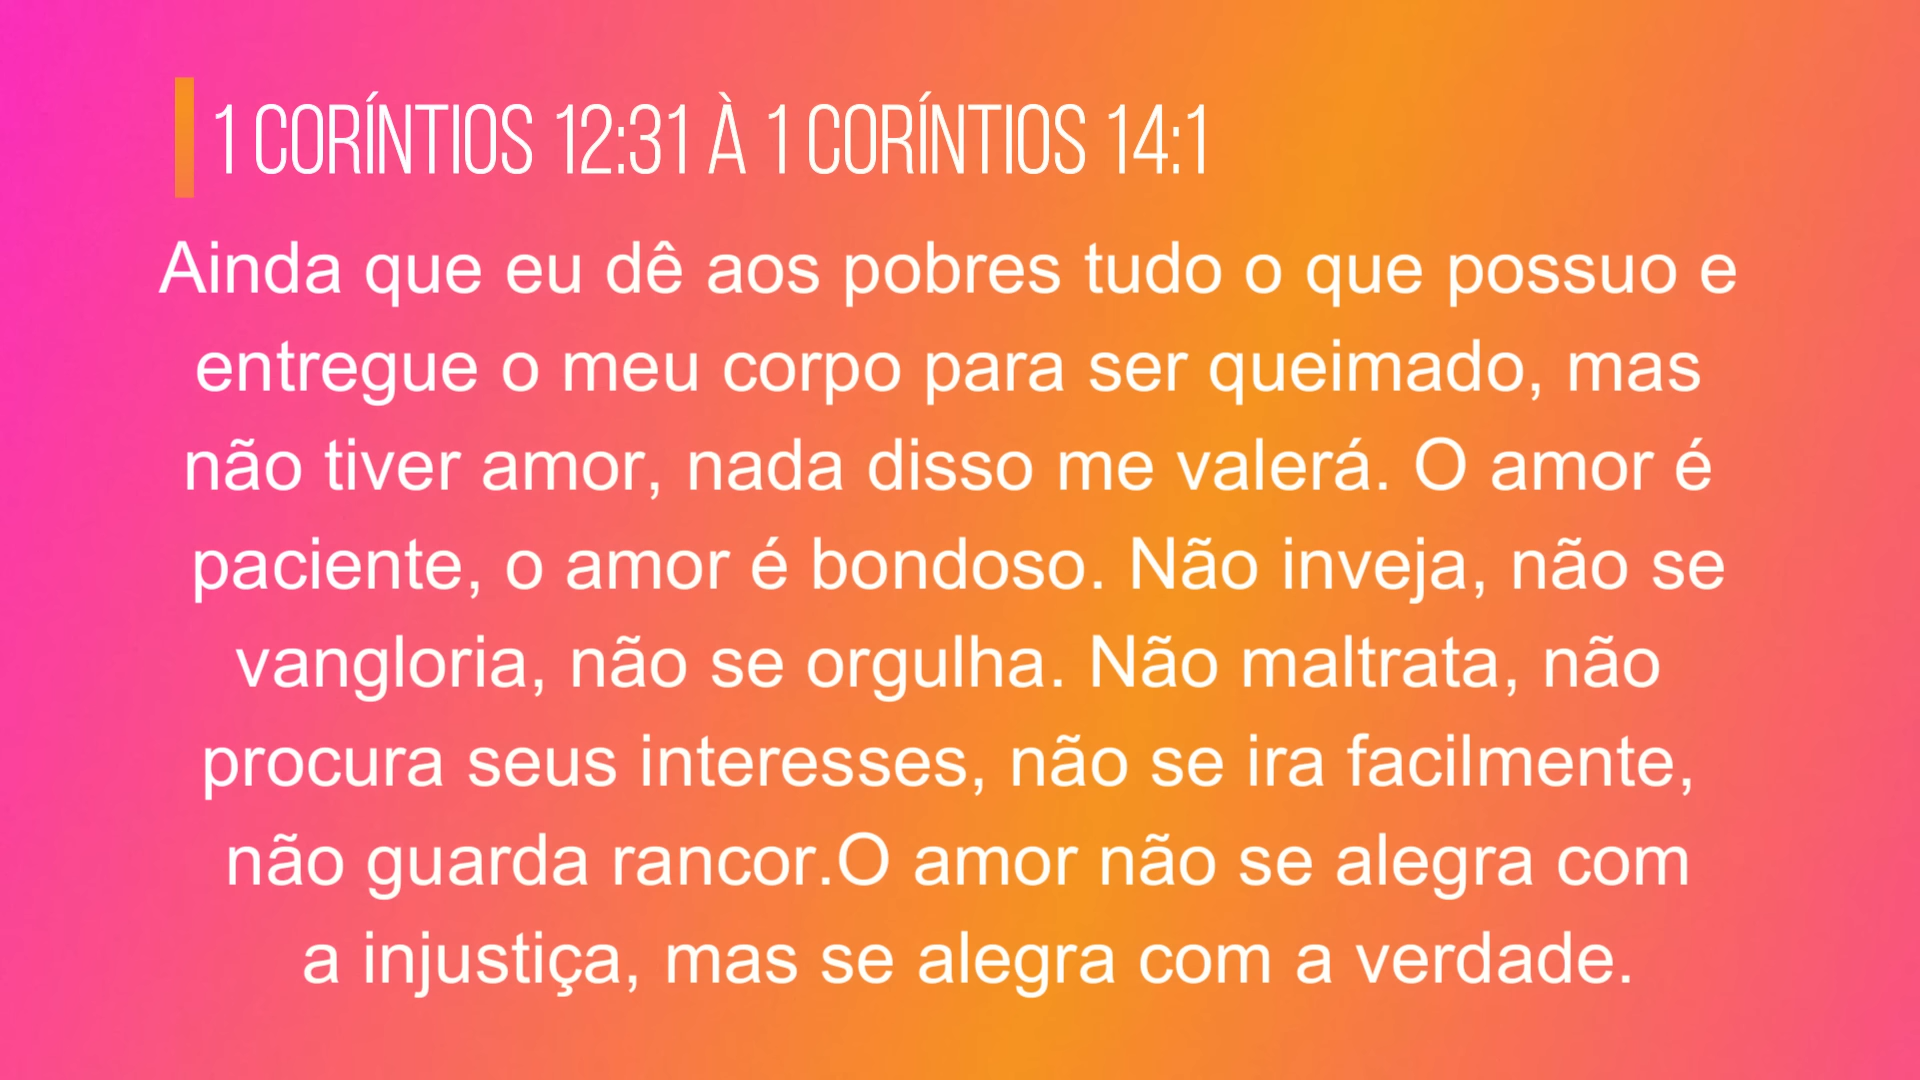 1 CORÍNTIOS 12:31 À 1 CORÍNTIOS 14:1
Ainda que eu dê aos pobres tudo o que possuo e
entregue o meu corpo para ser queimado, mas
não tiver amor, nada disso me valerá. O amor é
paciente, o amor é bondoso. Não inveja, não se
vangloria, não se orgulha. Não maltrata, não
procura seus interesses, não se ira facilmente,
não guarda rancor.O amor não se alegra com
a injustiça, mas se alegra com a verdade.